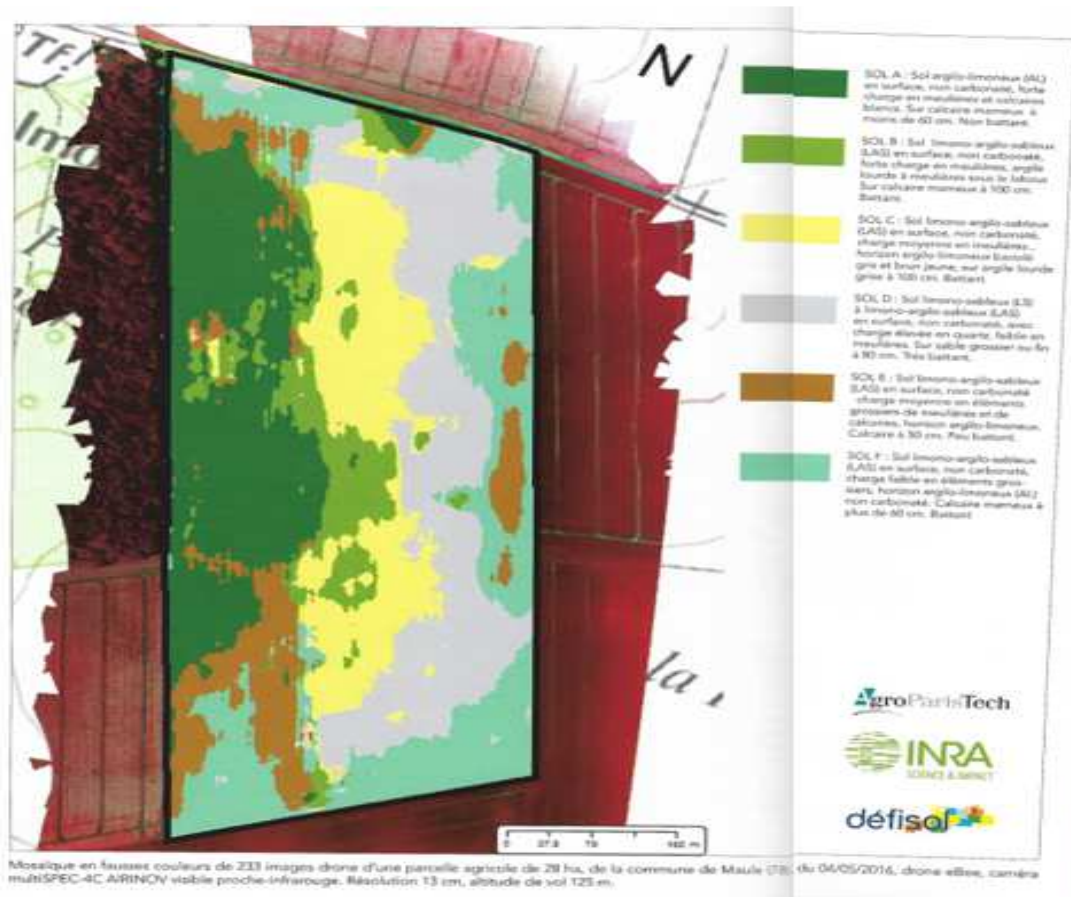 Tf.
N
SOL A : Sol argilo-limoneux (AL)
en surface, non carbonaté, forte
charge en meulières et calcaires
blancs. Sur calcaire marneux à
moins de 60 cm. Non battant.
SOL B : Sol limono-argilo-sableux
(LAS) en surface, non carbonaté,
forte charge en meulières, argile
lourde à meulières sous le labour.
Sur calcaire marneux à 100 cm.
Battant.
SOL C : Sol limono-argilo-sableux
(LAS) en surface, non carbonaté,
charge moyenne en meulières...
horizon argilo-limoneux bariolé
gris et brun jaune, sur argile lourde
grise à 100 cm. Battant
SOL D : Sol limono-sableux (LS)
à limono-argilo-sableux (LAS)
en surface, non carbonaté, avec
charge élevée en quartz, faible en
meulières. Sur sable grossier ou fin
à 80 cm. Très battant.
SOL E : Sol limono-argilo-sableux
(LAS) en surface, non carbonaté
charge moyenne en éléments
grossiers de meulières et de
calcaires, horizon argilo-limoneux.
Calcaire à 50 cm. Peu battant.
SOL F : Sol limono-argilo-sableux
(LAS) en surface, non carbonaté,
charge faible en éléments gros-
siers, horizon argilo-limoneux (AL)
non carbonaté. Calcaire marneux à
plus de 60 cm. Battant
la
AgroParisTech
INRA
SCIENCE & IMPACT
défisol
0
Mosaïque en fausses couleurs de 233 images drone d'une parcelle agricole de 28 ha, de la commune de Maule (78), du 04/05/2016, drone eBee, caméra
multiSPEC-4C AIRINOV visible proche-infrarouge. Résolution 13 cm, altitude de vol 125 m.